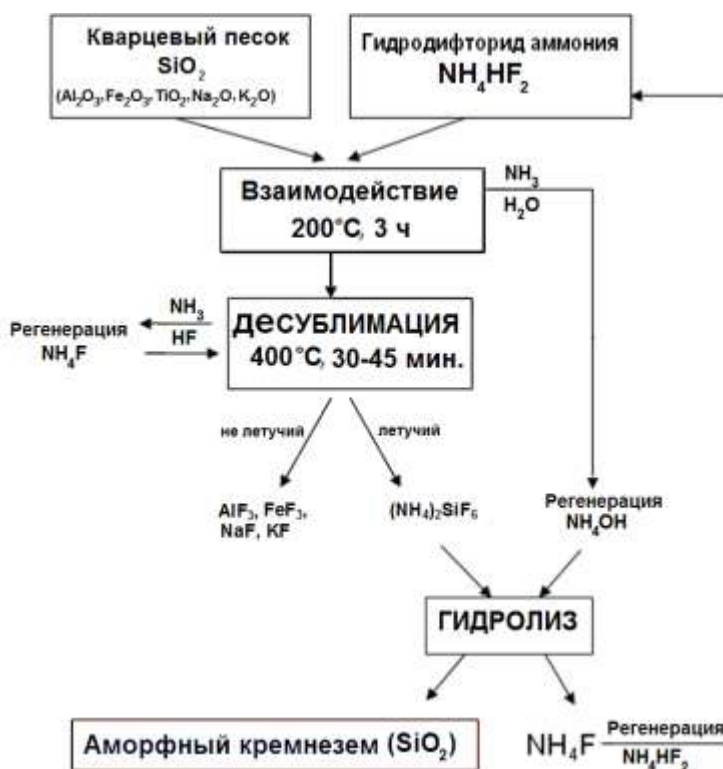 Кварцевый песок
SiO2
(Al2O3, Fe2O3, TiO2, Na2O, K2O)
Гидродифторид аммония
NH4HF2
Взаимодействие
200°C, 3 ч
NH3
H2O
Регенерация
NH4F
NH3
HF
ДеСУБЛИМАЦИЯ
400°C, 30-45 мин.
не летучий
летучий
AlF3, FeF3,
NaF, KF
(NH4)2SiF6
Регенерация
NH4OH
ГИДРОЛИЗ
Аморфный кремнезем (SiO2)
NH4F
Регенерация
NH4HF2